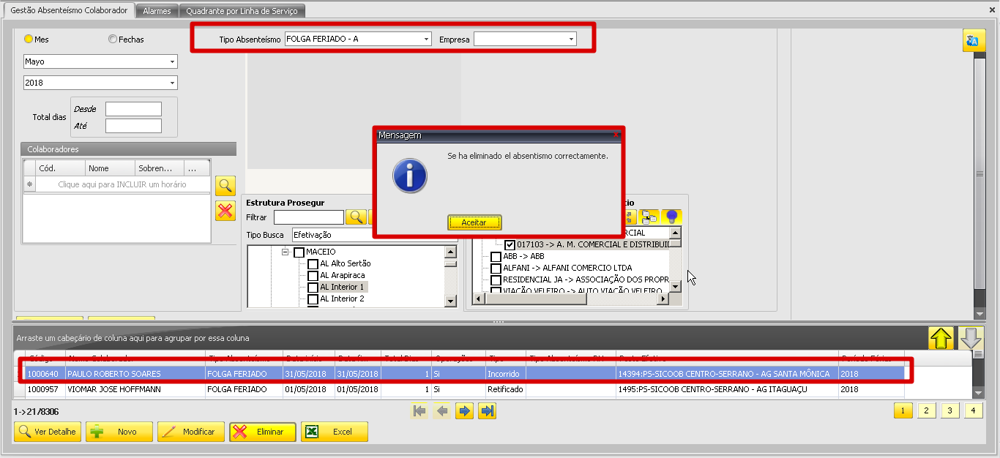 Gestão Absenteísmo Colaborador
Alarmes
Quadrante por Linha de Serviço
Mes
Fechas
Tipo Absenteísmo
FOLGA FERIADO - A
Empresa
Mayo
2018
Total dias
Desde
Até
Colaboradores
Cód.
Nome
Sobren...
...
Clique aqui para INCLUIR um horário
Mensagem
Se ha eliminado el absentismo correctamente.
Aceitar
Estrutura Prosegur
Filtrar
Tipo Busca
Efetivação
MACEIO
AL Alto Sertão
AL Arapiraca
AL Interior 1
AL Interior 2
017103 -> A. M. COMERCIAL E DISTRIBUI
ABB -> ABB
ALFANI -> ALFANI COMERCIO LTDA
RESIDENCIAL JA -> ASSOCIAÇÃO DOS PROPR
VIAÇÃO VELEIRO -> AUTO VIAÇÃO VELEIRO
Arraste um cabeçário de coluna aqui para agrupar por essa coluna
Código Nome Colaborador Tipo Absenteísmo Data início Data fim Total Dias Operações Tipo Tipo Absenteísmo RH Posto Efetivo Período Férias
1000640 PAULO ROBERTO SOARES FOLGA FERIADO 31/05/2018 31/05/2018 1 Si Incorrido 14394:PS-SICOOB CENTRO-SERRANO - AG SANTA MÔNICA 2018
1000957 VIOMAR JOSE HOFFMANN FOLGA FERIADO 01/05/2018 01/05/2018 1 Si Retificado 1495:PS-SICOOB CENTRO-SERRANO - AG ITAGUAÇU 2018
1->21/8306
1 2 3 4
Ver Detalhe
Novo
Modificar
Eliminar
Excel